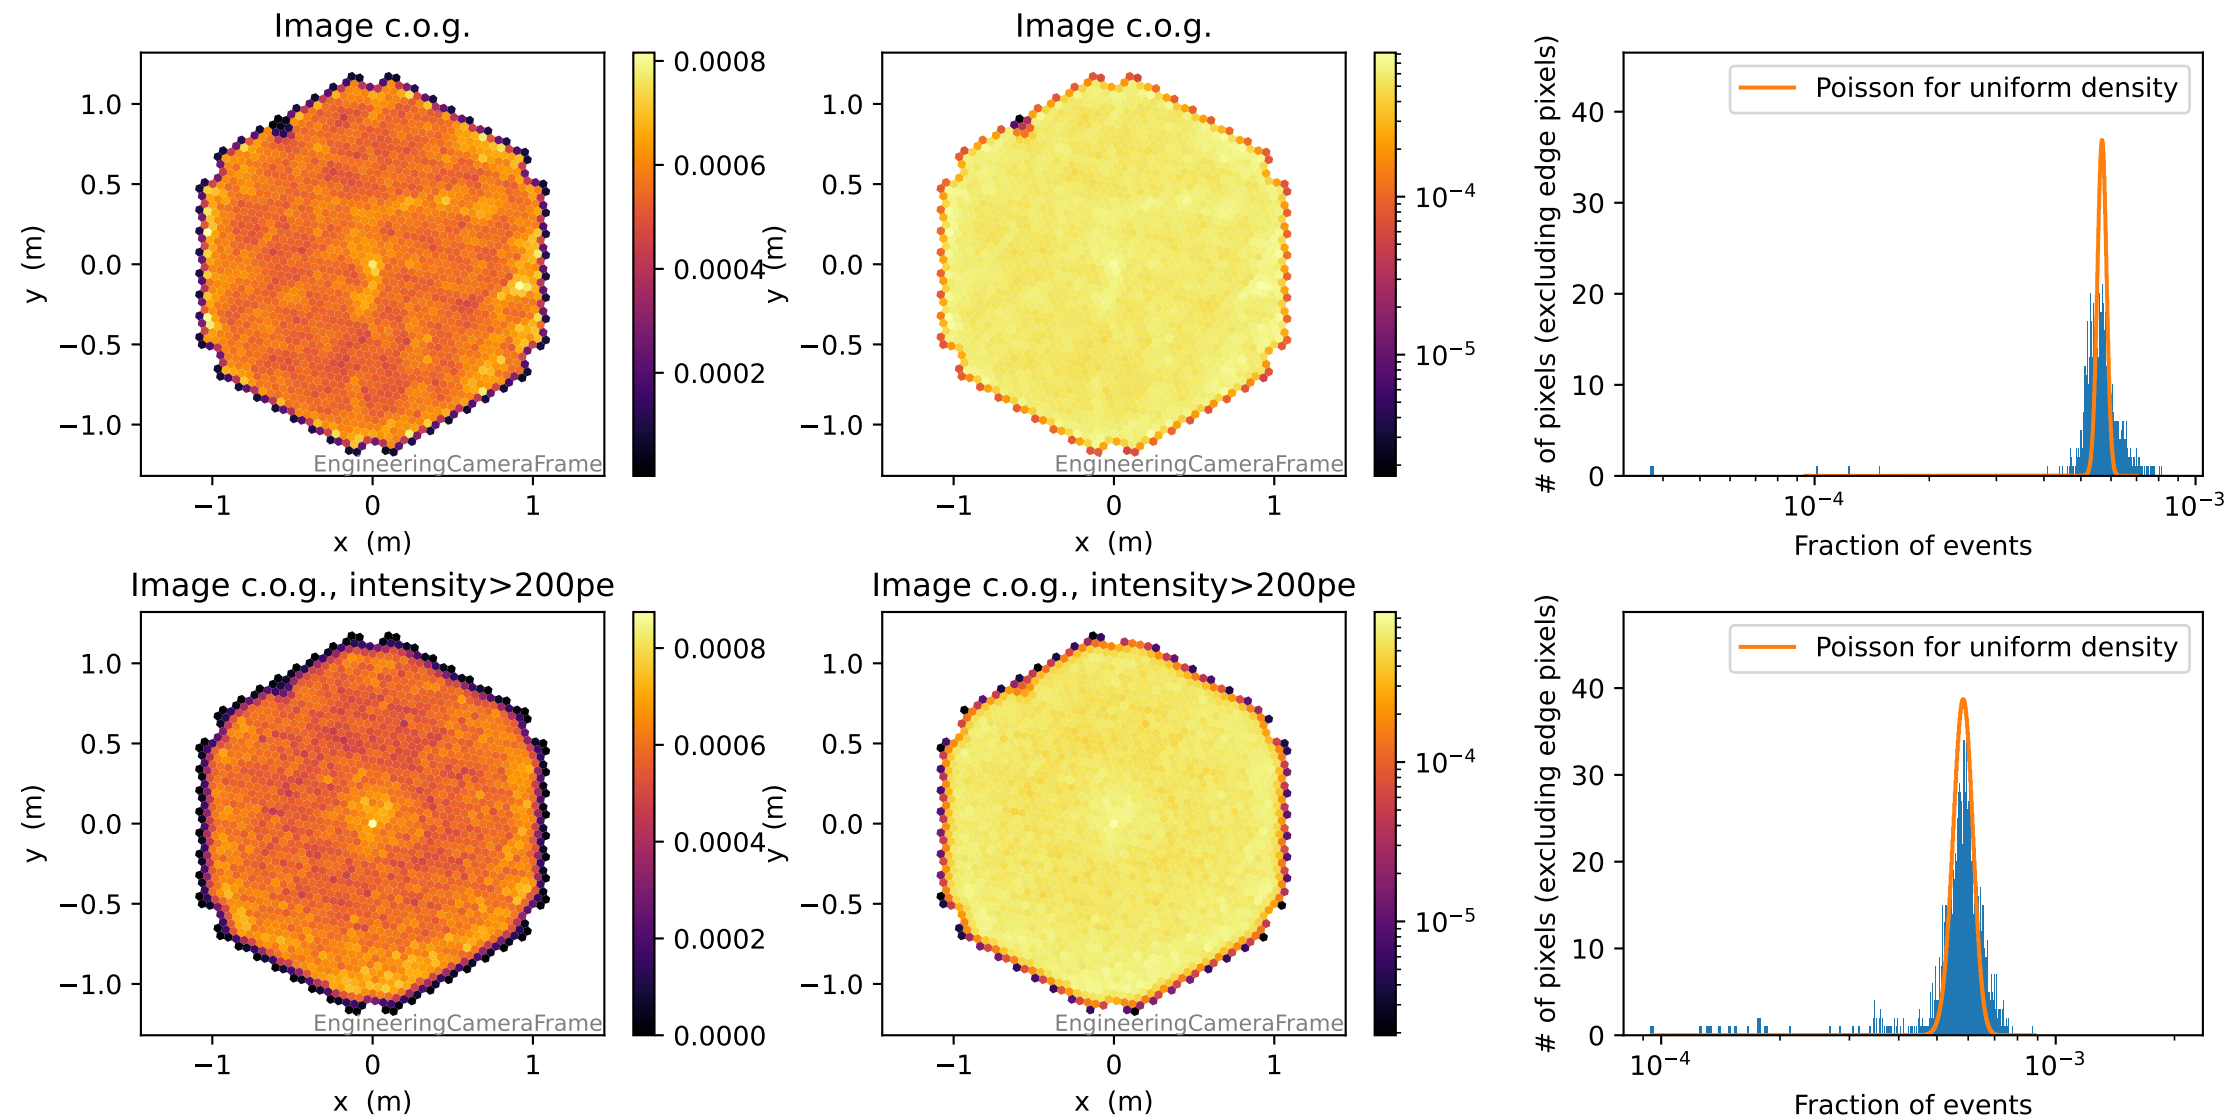 Image c.o.g.
1.0
0.5
0.0
−0.5
−1.0
y (m)
−1
0
1
x (m)
EngineeringCameraFrame
0.0008
0.0006
0.0004
0.0002
Image c.o.g.
1.0
0.5
0.0
−0.5
−1.0
y (m)
−1
0
1
x (m)
EngineeringCameraFrame
10⁻⁴
10⁻⁵
Poisson for uniform density
# of pixels (excluding edge pixels)
40
30
20
10
0
10⁻⁴
10⁻³
Fraction of events
Image c.o.g., intensity>200pe
1.0
0.5
0.0
−0.5
−1.0
y (m)
−1
0
1
x (m)
EngineeringCameraFrame
0.0008
0.0006
0.0004
0.0002
0.0000
Image c.o.g., intensity>200pe
1.0
0.5
0.0
−0.5
−1.0
y (m)
−1
0
1
x (m)
EngineeringCameraFrame
10⁻⁴
10⁻⁵
Poisson for uniform density
# of pixels (excluding edge pixels)
40
30
20
10
0
10⁻⁴
10⁻³
Fraction of events